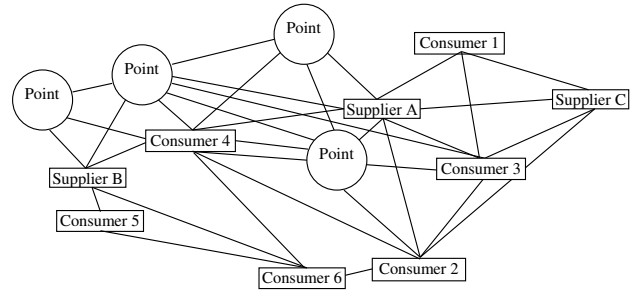 Point
Consumer 1
Point
Point
Supplier A
Supplier C
Consumer 4
Point
Consumer 3
Supplier B
Consumer 5
Consumer 6
Consumer 2